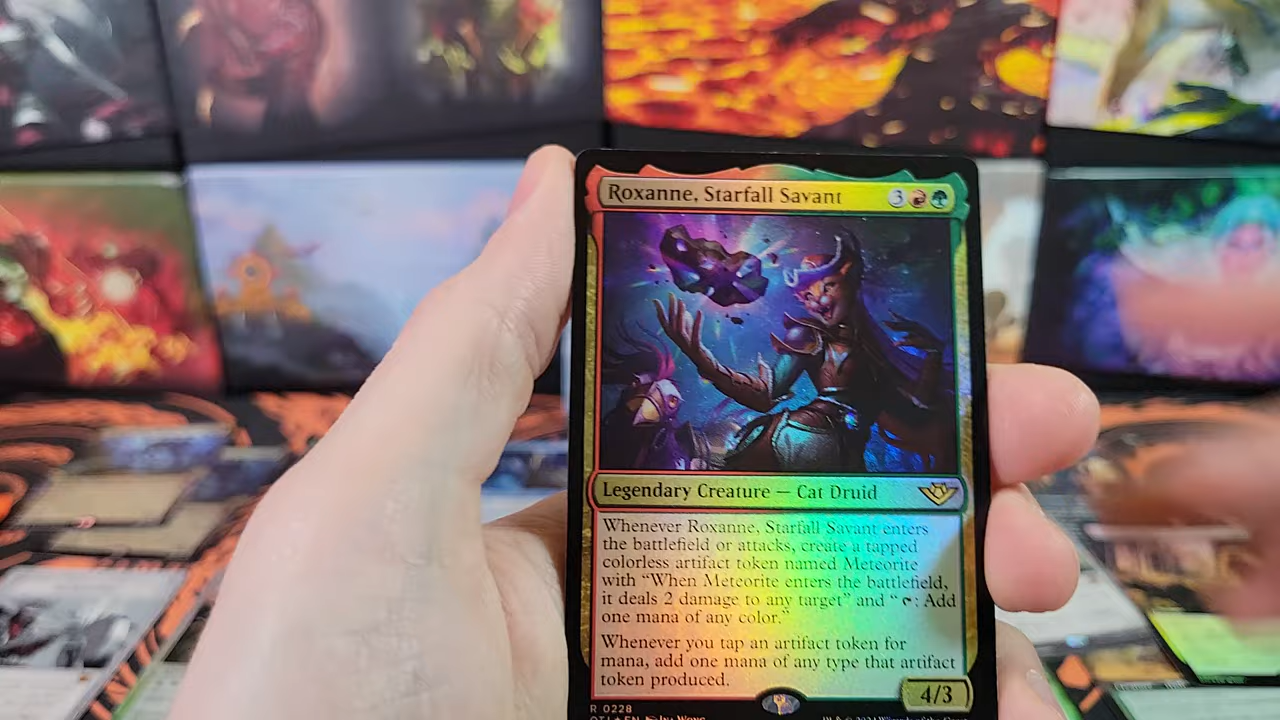 Roxanne, Starfall Savant 3
Legendary Creature — Cat Druid
Whenever Roxanne, Starfall Savant enters
the battlefield or attacks, create a tapped
colorless artifact token named Meteorite
with “When Meteorite enters the battlefield,
it deals 2 damage to any target” and “: Add
one mana of any color.”
Whenever you tap an artifact token for
mana, add one mana of any type that artifact
token produced.
4/3
R 0228